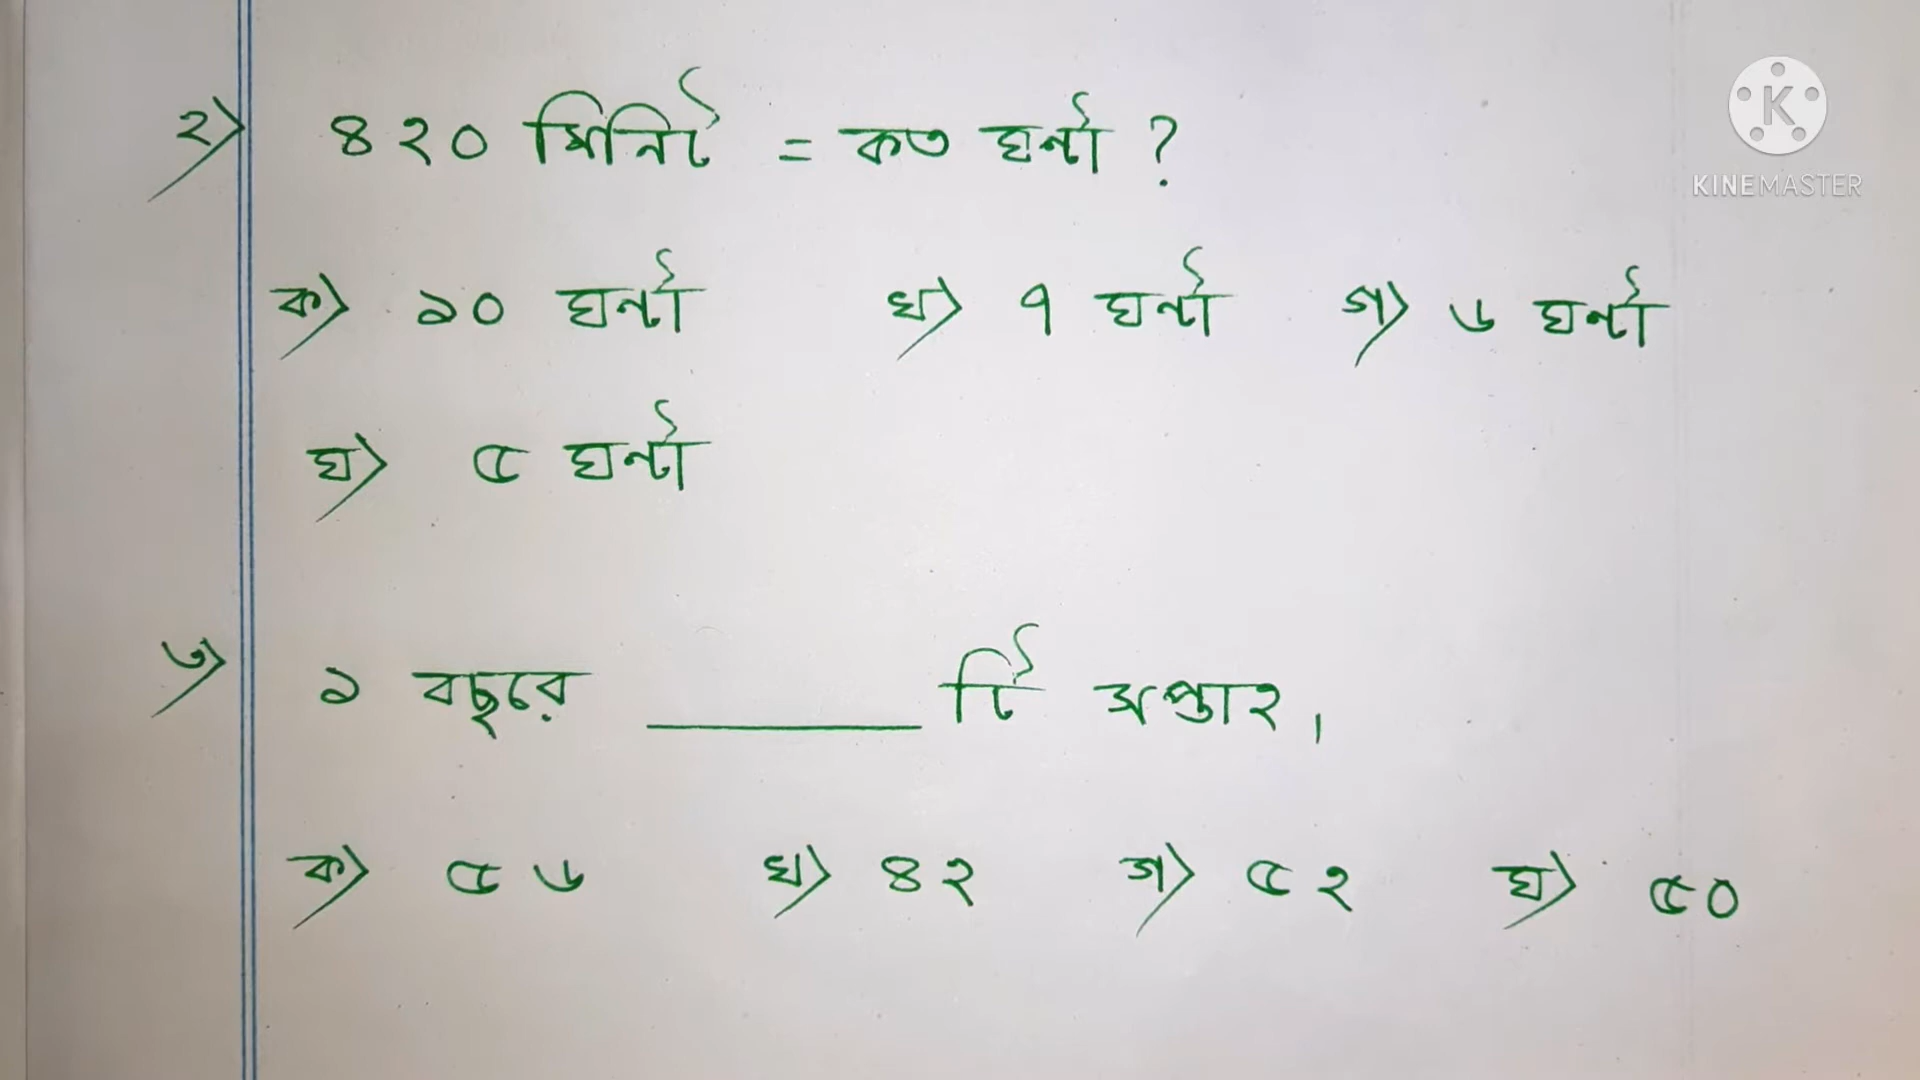 ২) ৪২০ মিনিট = কত ঘন্টা ?
ক) ১০ ঘন্টা খ) ৭ ঘন্টা গ) ৬ ঘন্টা
ঘ) ৫ ঘন্টা
৩) ১ বছরে ______ টি সপ্তাহ ।
ক) ৫৬ খ) ৪২ গ) ৫২ ঘ) ৫০
KINEMASTER